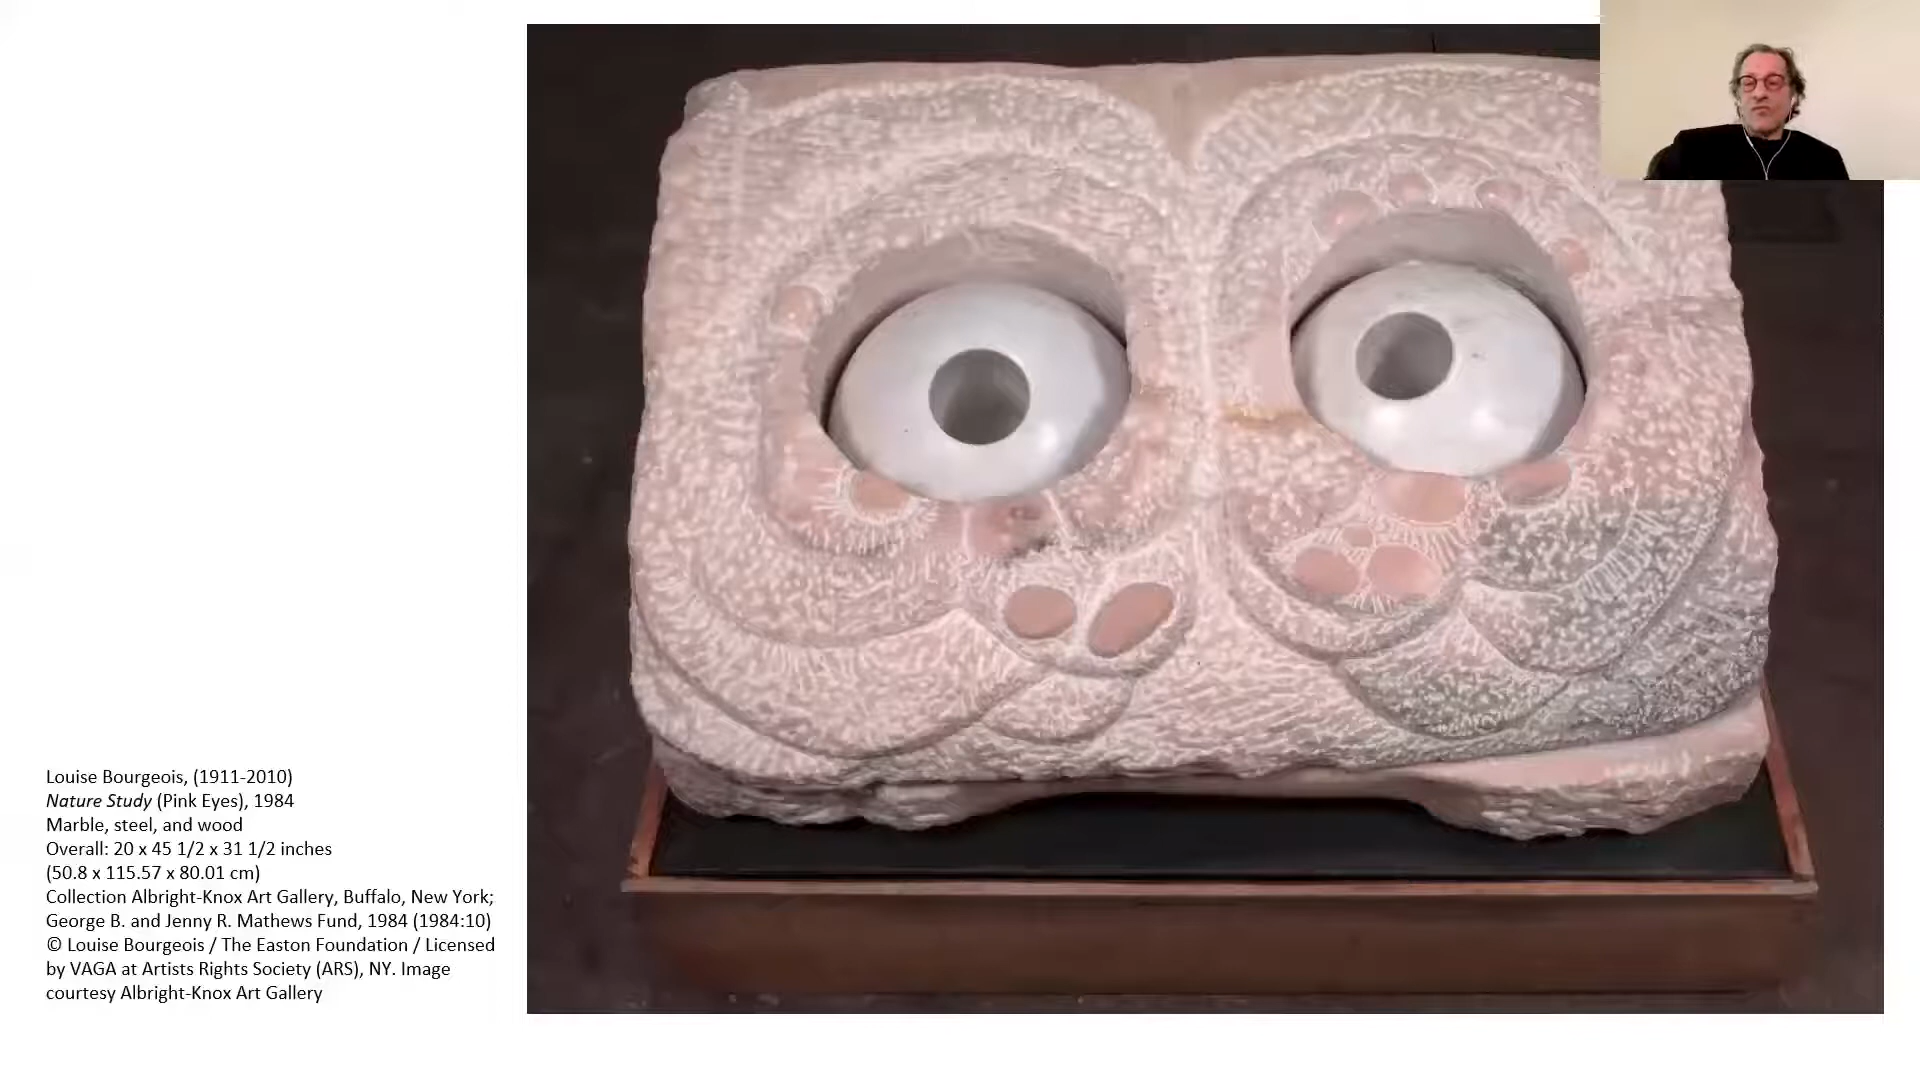 Louise Bourgeois, (1911-2010)
Nature Study (Pink Eyes), 1984
Marble, steel, and wood
Overall: 20 x 45 1/2 x 31 1/2 inches
(50.8 x 115.57 x 80.01 cm)
Collection Albright-Knox Art Gallery, Buffalo, New York;
George B. and Jenny R. Mathews Fund, 1984 (1984:10)
© Louise Bourgeois / The Easton Foundation / Licensed
by VAGA at Artists Rights Society (ARS), NY. Image
courtesy Albright-Knox Art Gallery